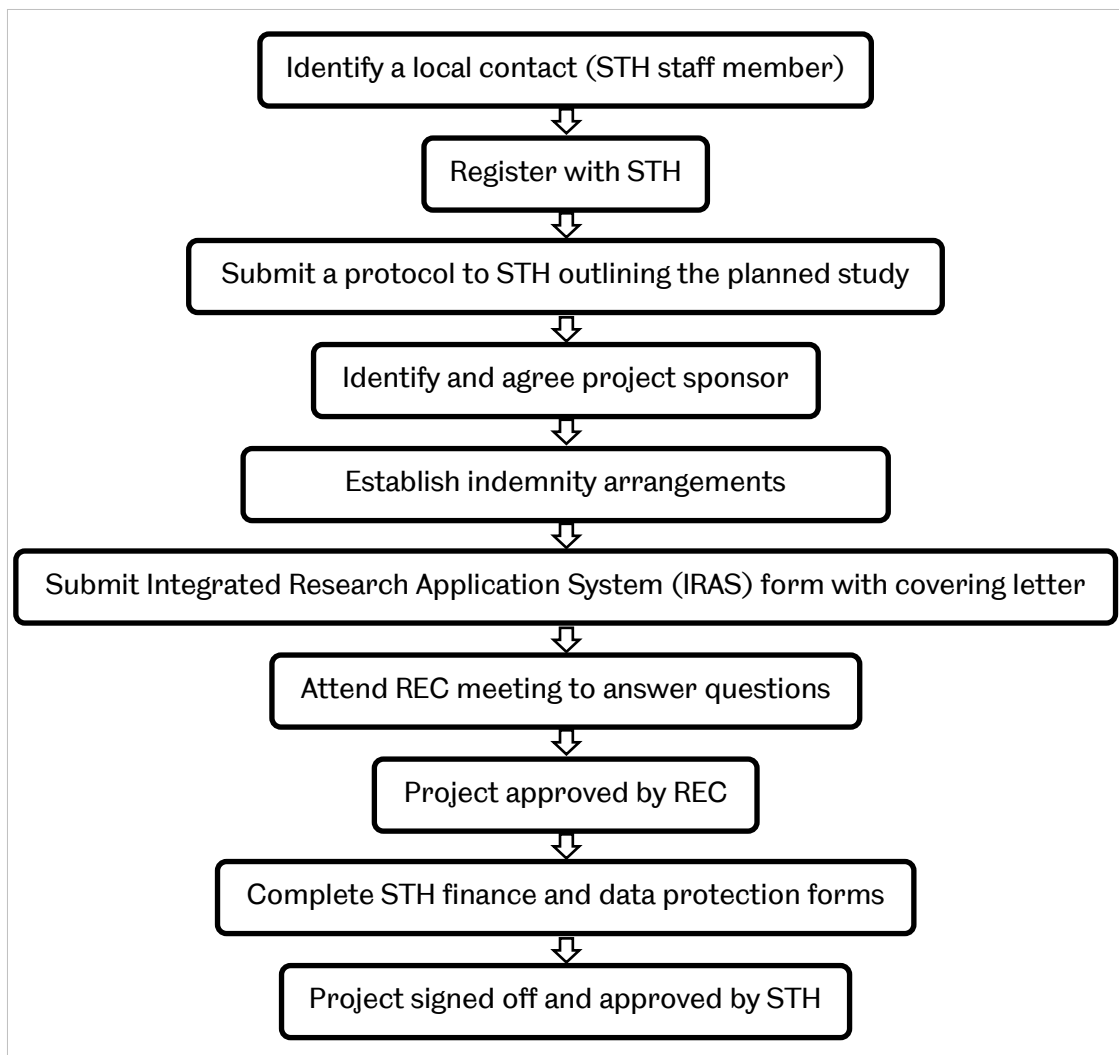 Identify a local contact (STH staff member)
Register with STH
Submit a protocol to STH outlining the planned study
Identify and agree project sponsor
Establish indemnity arrangements
Submit Integrated Research Application System (IRAS) form with covering letter
Attend REC meeting to answer questions
Project approved by REC
Complete STH finance and data protection forms
Project signed off and approved by STH